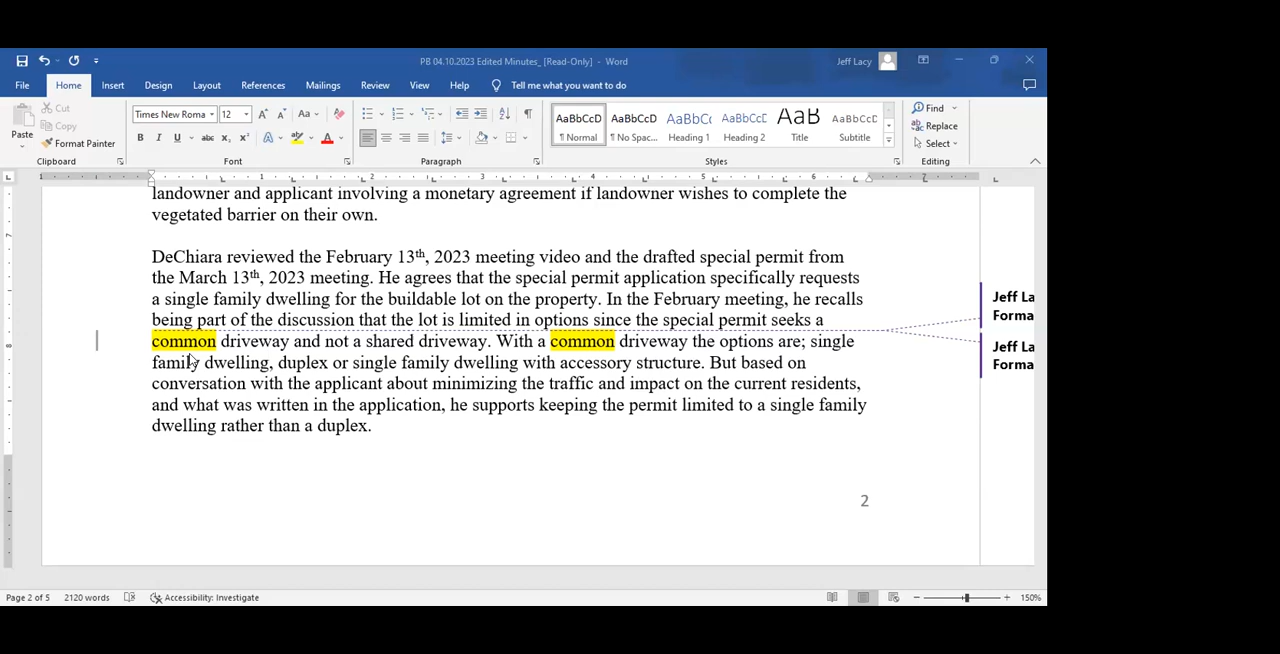 PB 04.10.2023 Edited Minutes_ [Read-Only] - Word
Jeff Lacy
File Home Insert Design Layout References Mailings Review View Help Tell me what you want to do
Paste
Cut
Copy
Format Painter
Clipboard
Times New Roma 12
Font
Paragraph
AaBbCcD AaBbCcD AaBbC AaBbCcD AaB AaBbCcD
¶ Normal ¶ No Spac... Heading 1 Heading 2 Title Subtitle
Styles
Find
Replace
Select
Editing
landowner and applicant involving a monetary agreement if landowner wishes to complete the
vegetated barrier on their own.
DeChiara reviewed the February 13th, 2023 meeting video and the drafted special permit from
the March 13th, 2023 meeting. He agrees that the special permit application specifically requests
a single family dwelling for the buildable lot on the property. In the February meeting, he recalls
being part of the discussion that the lot is limited in options since the special permit seeks a
common driveway and not a shared driveway. With a common driveway the options are; single
family dwelling, duplex or single family dwelling with accessory structure. But based on
conversation with the applicant about minimizing the traffic and impact on the current residents,
and what was written in the application, he supports keeping the permit limited to a single family
dwelling rather than a duplex.
2
Jeff La
Forma
Jeff La
Forma
Page 2 of 5 2120 words Accessibility: Investigate 150%